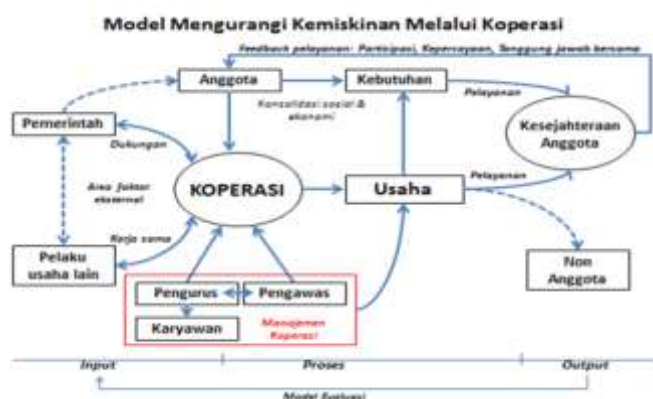 Model Mengurangi Kemiskinan Melalui Koperasi
Feedback pelayanan: Partisipasi, Kepercayaan, Tanggung jawab bersama
Anggota
Kebutuhan
Konsolidasi sosial &
ekonomi
Pelayanan
Pemerintah
Dukungan
Kesejahteraan
Anggota
Area faktor
eksternal
KOPERASI
Usaha
Pelayanan
Kerja sama
Pelaku
usaha lain
Non
Anggota
Pengurus
Pengawas
Karyawan
Manajemen
Koperasi
Input
Proses
Output
Model Evaluasi